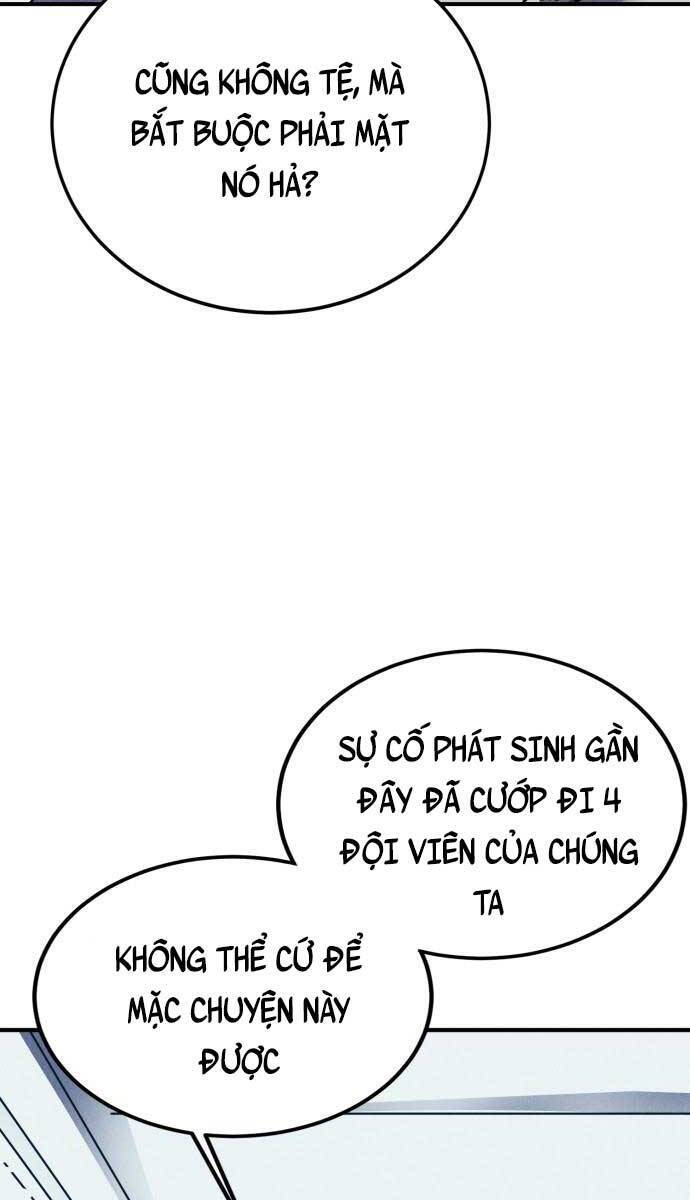 CŨNG KHÔNG TỆ, MÀ
BẮT BUỘC PHẢI MẶT
NÓ HẢ?
SỰ CỐ PHÁT SINH GẦN
ĐÂY ĐÃ CƯỚP ĐI 4
ĐỘI VIÊN CỦA CHÚNG
TA
KHÔNG THỂ CỨ ĐỂ
MẶC CHUYỆN NÀY
ĐƯỢC